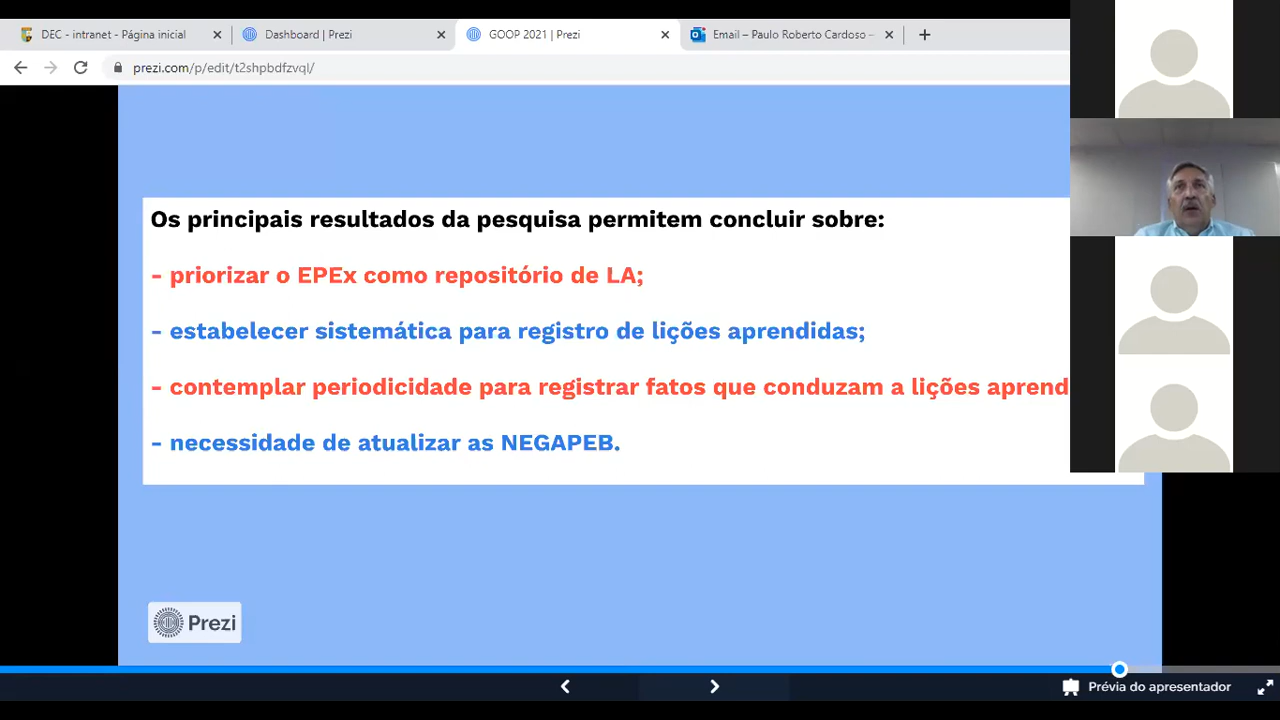 DEC - intranet - Página inicial
Dashboard | Prezi
GOOP 2021 | Prezi
Email – Paulo Roberto Cardoso –
prezi.com/p/edit/t2shpbdfzvql/
Os principais resultados da pesquisa permitem concluir sobre:
- priorizar o EPEx como repositório de LA;
- estabelecer sistemática para registro de lições aprendidas;
- contemplar periodicidade para registrar fatos que conduzam a lições aprend
- necessidade de atualizar as NEGAPEB.
Prezi
Prévia do apresentador